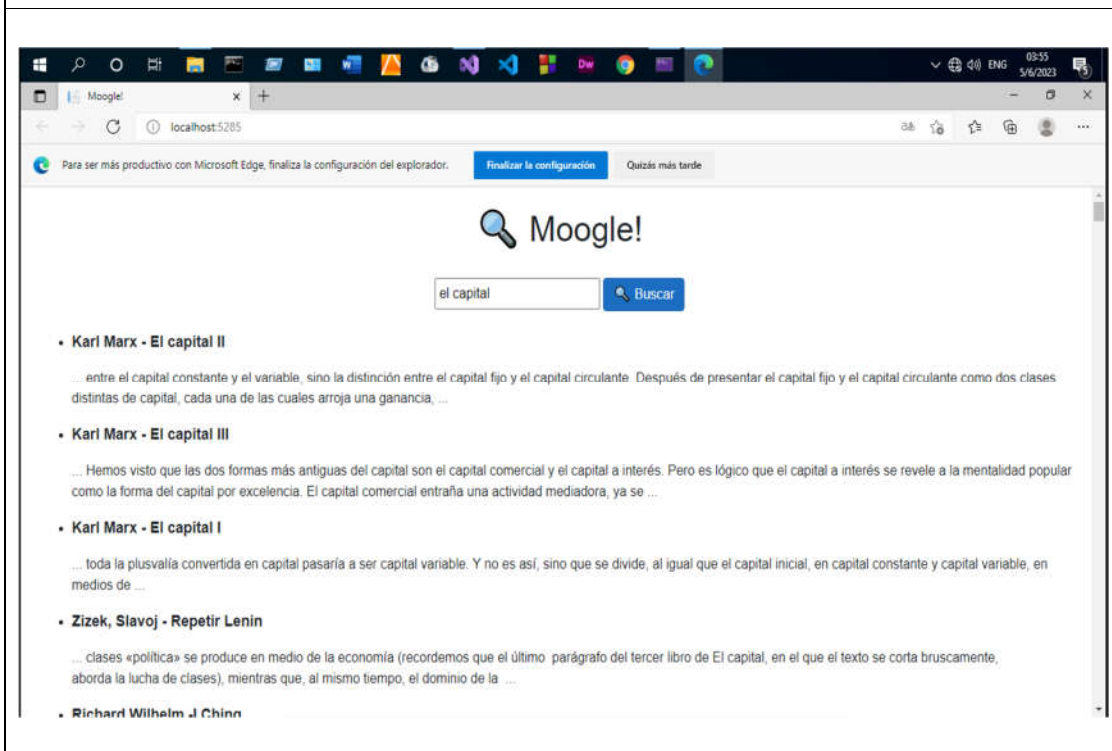 03:55
ENG
5/6/2023
5
Moogle!
localhost:5285
Para ser más productivo con Microsoft Edge, finaliza la configuración del explorador. Finalizar la configuración Quizás más tarde
Moogle!
el capital Buscar
• Karl Marx - El capital II
... entre el capital constante y el variable, sino la distinción entre el capital fijo y el capital circulante. Después de presentar el capital fijo y el capital circulante como dos clases
distintas de capital, cada una de las cuales arroja una ganancia, ...
• Karl Marx - El capital III
... Hemos visto que las dos formas más antiguas del capital son el capital comercial y el capital a interés. Pero es lógico que el capital a interés se revele a la mentalidad popular
como la forma del capital por excelencia. El capital comercial entraña una actividad mediadora, ya se ...
• Karl Marx - El capital I
... toda la plusvalía convertida en capital pasaría a ser capital variable. Y no es así, sino que se divide, al igual que el capital inicial, en capital constante y capital variable, en
medios de ...
• Zizek, Slavoj - Repetir Lenin
... clases «política» se produce en medio de la economía (recordemos que el último parágrafo del tercer libro de El capital, en el que el texto se corta bruscamente,
aborda la lucha de clases), mientras que, al mismo tiempo, el dominio de la ...
• Richard Wilhelm -I Ching